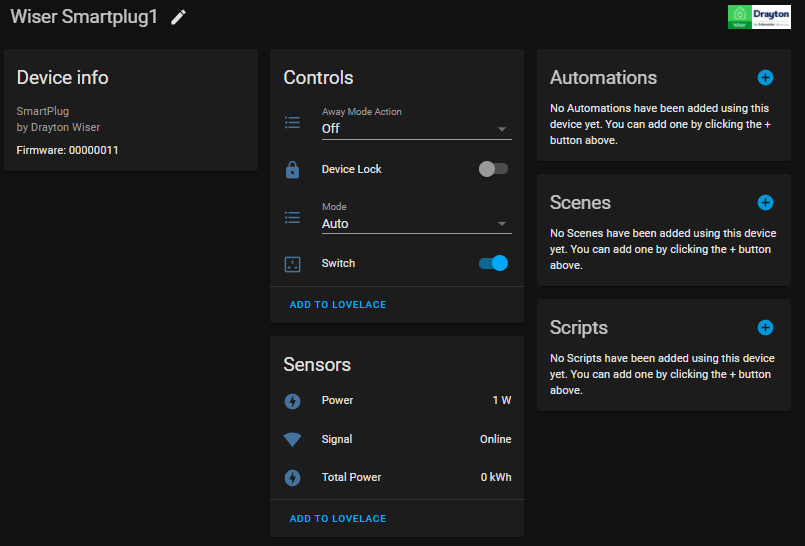 Wiser Smartplug1
Wiser
Drayton
Device info
SmartPlug
by Drayton Wiser
Firmware: 00000011
Controls
Away Mode Action
Off
Device Lock
Mode
Auto
Switch
ADD TO LOVELACE
Sensors
Power 1 W
Signal Online
Total Power 0 kWh
ADD TO LOVELACE
Automations
No Automations have been added using this
device yet. You can add one by clicking the +
button above.
Scenes
No Scenes have been added using this device
yet. You can add one by clicking the + button
above.
Scripts
No Scripts have been added using this device
yet. You can add one by clicking the + button
above.